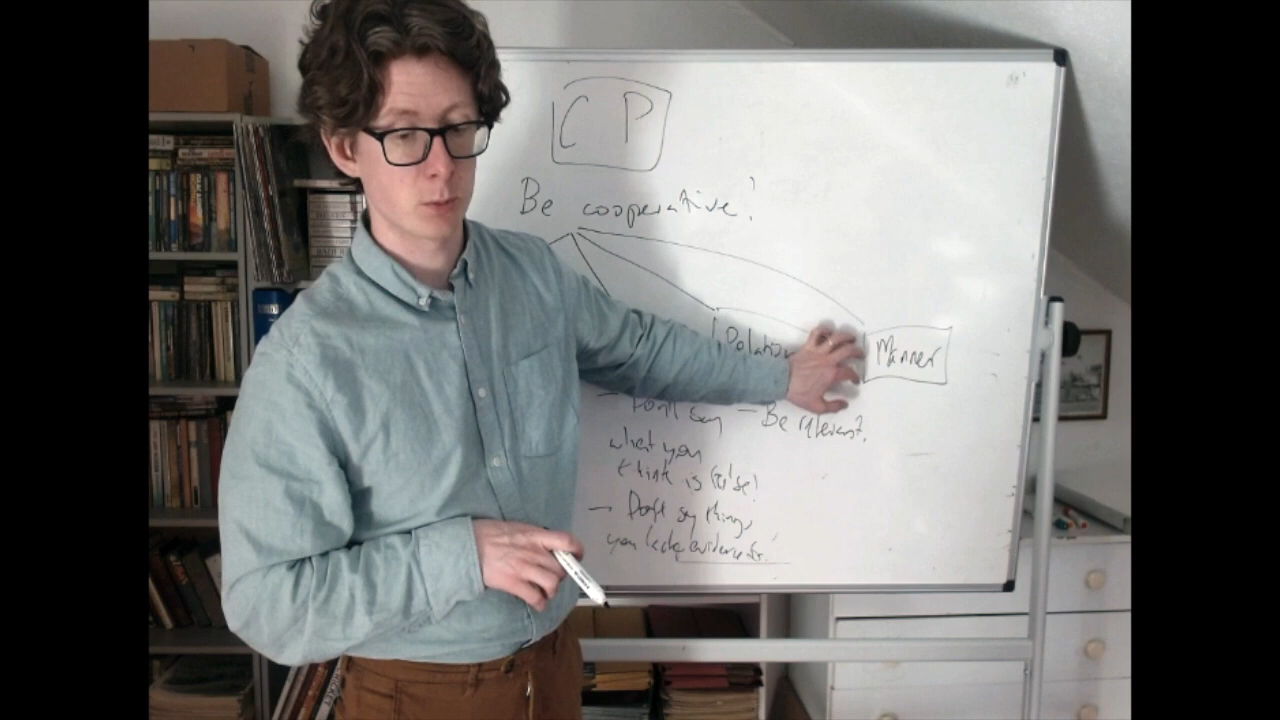 C P
Be cooperative!
Relation
Manner
– Don't say
what you
think is false!
– Be relevant.
– Don't say things
you lack evidence for!